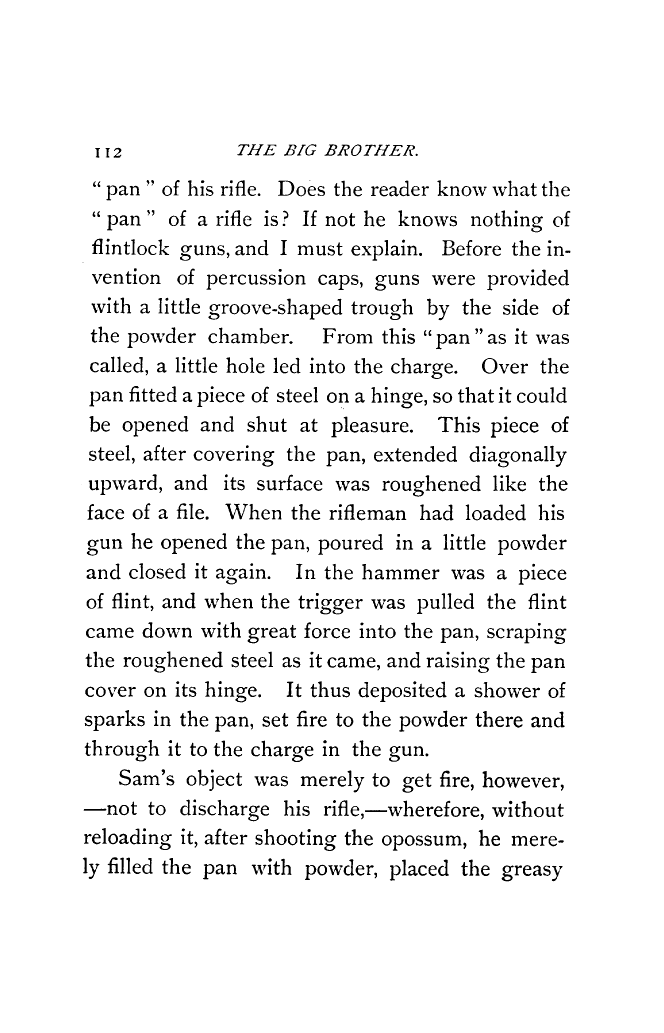 112 THE BIG BROTHER.
“ pan ” of his rifle. Does the reader know what the
“ pan ” of a rifle is? If not he knows nothing of
flintlock guns, and I must explain. Before the in-
vention of percussion caps, guns were provided
with a little groove-shaped trough by the side of
the powder chamber. From this “ pan ” as it was
called, a little hole led into the charge. Over the
pan fitted a piece of steel on a hinge, so that it could
be opened and shut at pleasure. This piece of
steel, after covering the pan, extended diagonally
upward, and its surface was roughened like the
face of a file. When the rifleman had loaded his
gun he opened the pan, poured in a little powder
and closed it again. In the hammer was a piece
of flint, and when the trigger was pulled the flint
came down with great force into the pan, scraping
the roughened steel as it came, and raising the pan
cover on its hinge. It thus deposited a shower of
sparks in the pan, set fire to the powder there and
through it to the charge in the gun.
Sam’s object was merely to get fire, however,
—not to discharge his rifle,—wherefore, without
reloading it, after shooting the opossum, he mere-
ly filled the pan with powder, placed the greasy